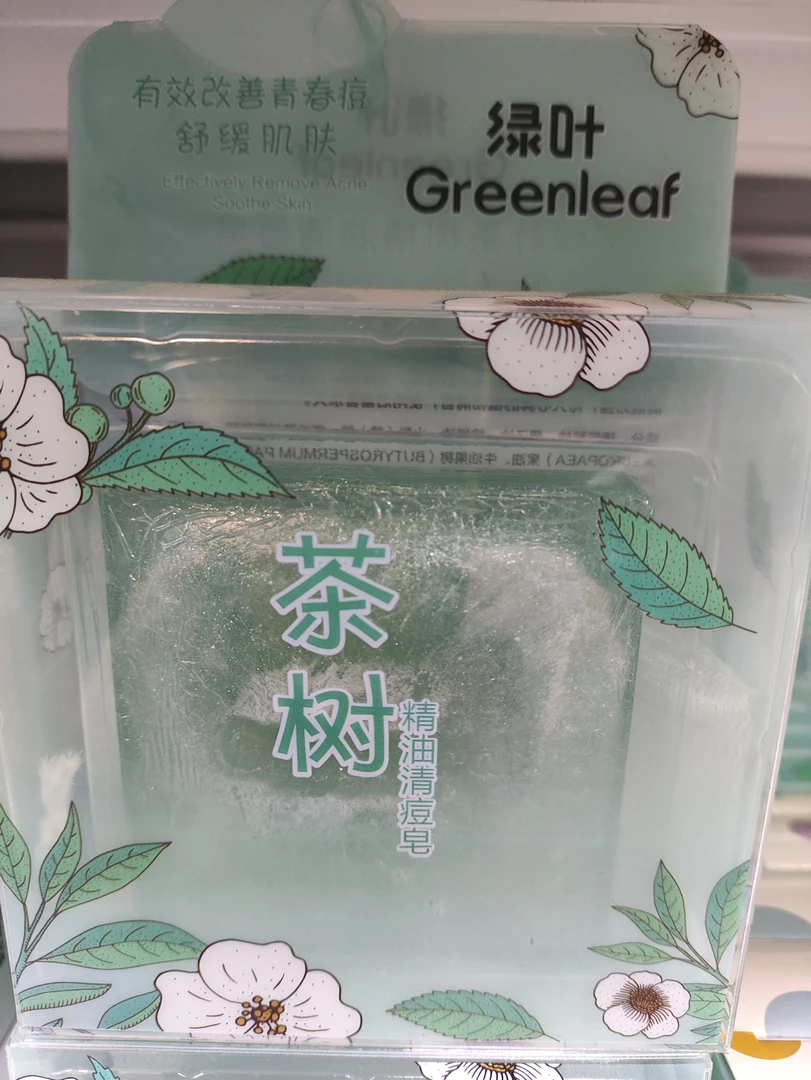 有效改善青春痘
舒缓肌肤
Effectively Remove Acne
Soothe Skin
绿叶
Greenleaf
茶树
精油清痘皂